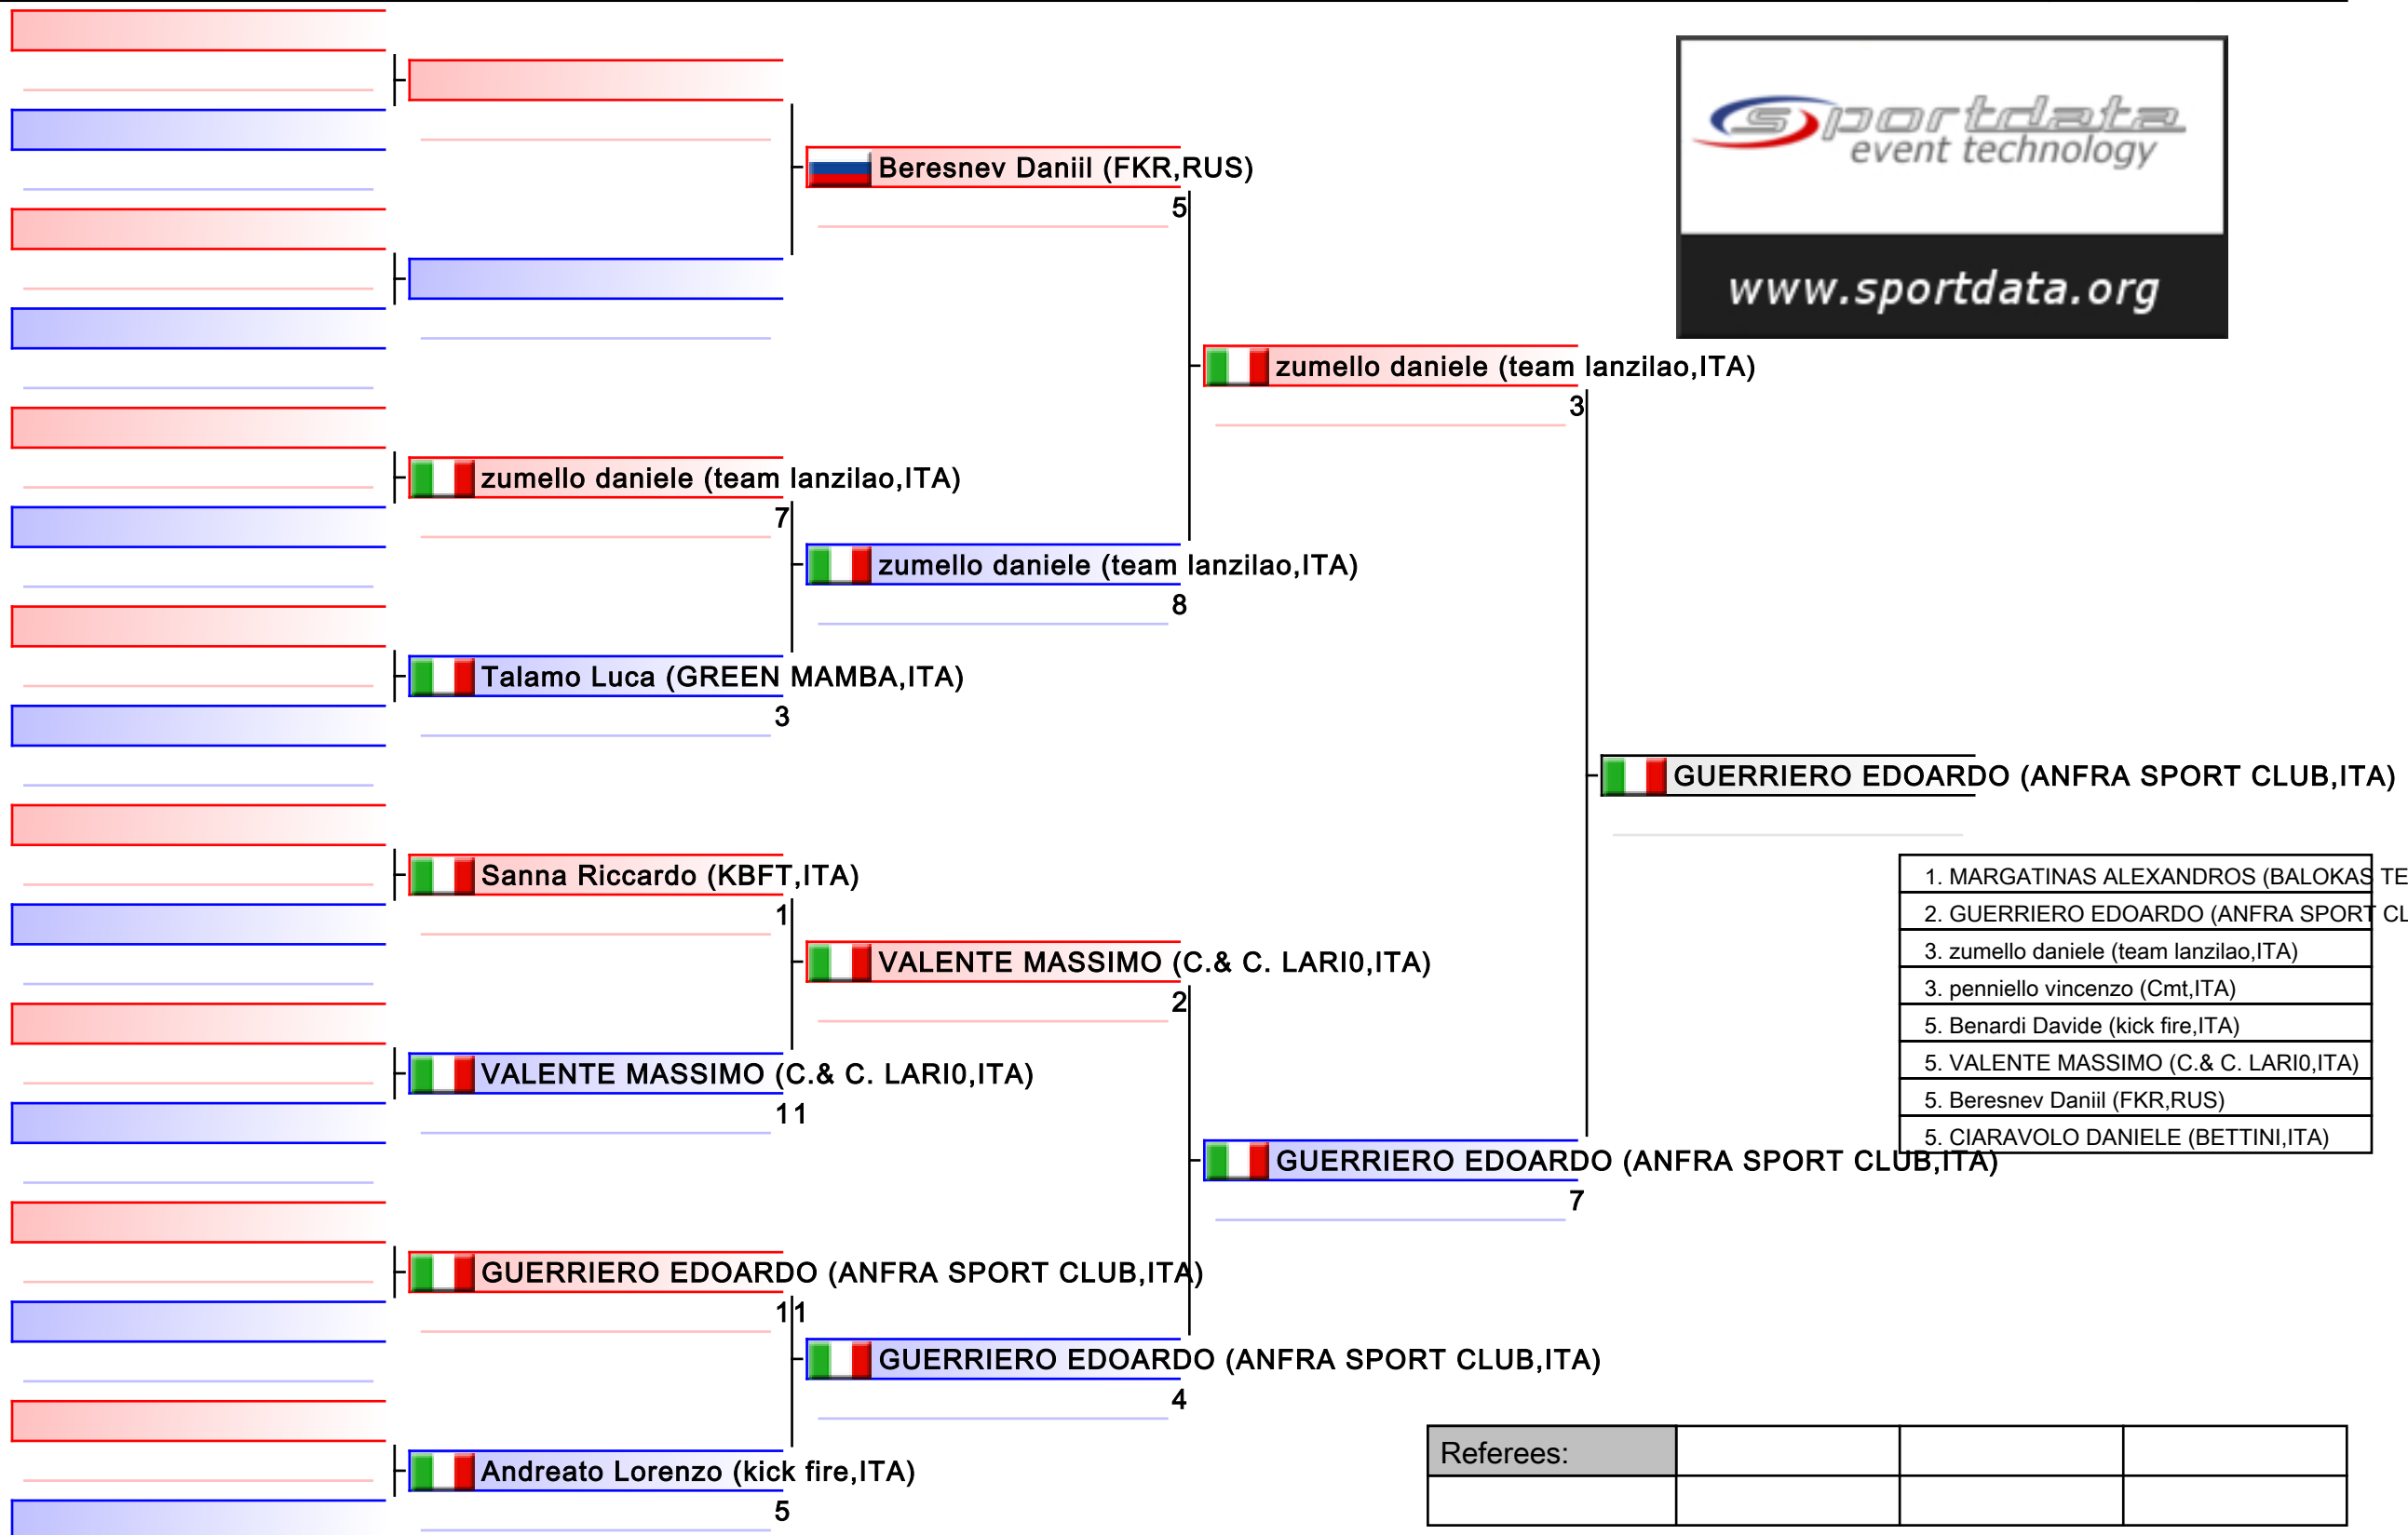 sportdata
event technology
www.sportdata.org
Beresnev Daniil (FKR,RUS)
5
zumello daniele (team lanzilao,ITA)
3
zumello daniele (team lanzilao,ITA)
7
zumello daniele (team lanzilao,ITA)
8
Talamo Luca (GREEN MAMBA,ITA)
3
GUERRIERO EDOARDO (ANFRA SPORT CLUB,ITA)
Sanna Riccardo (KBFT,ITA)
1
VALENTE MASSIMO (C.& C. LARI0,ITA)
2
VALENTE MASSIMO (C.& C. LARI0,ITA)
11
1. MARGATINAS ALEXANDROS (BALOKAS TE
2. GUERRIERO EDOARDO (ANFRA SPORT CL
3. zumello daniele (team lanzilao,ITA)
3. penniello vincenzo (Cmt,ITA)
5. Benardi Davide (kick fire,ITA)
5. VALENTE MASSIMO (C.& C. LARI0,ITA)
5. Beresnev Daniil (FKR,RUS)
5. CIARAVOLO DANIELE (BETTINI,ITA)
GUERRIERO EDOARDO (ANFRA SPORT CLUB,ITA)
7
GUERRIERO EDOARDO (ANFRA SPORT CLUB,ITA)
11
GUERRIERO EDOARDO (ANFRA SPORT CLUB,ITA)
4
Andreato Lorenzo (kick fire,ITA)
5
Referees: